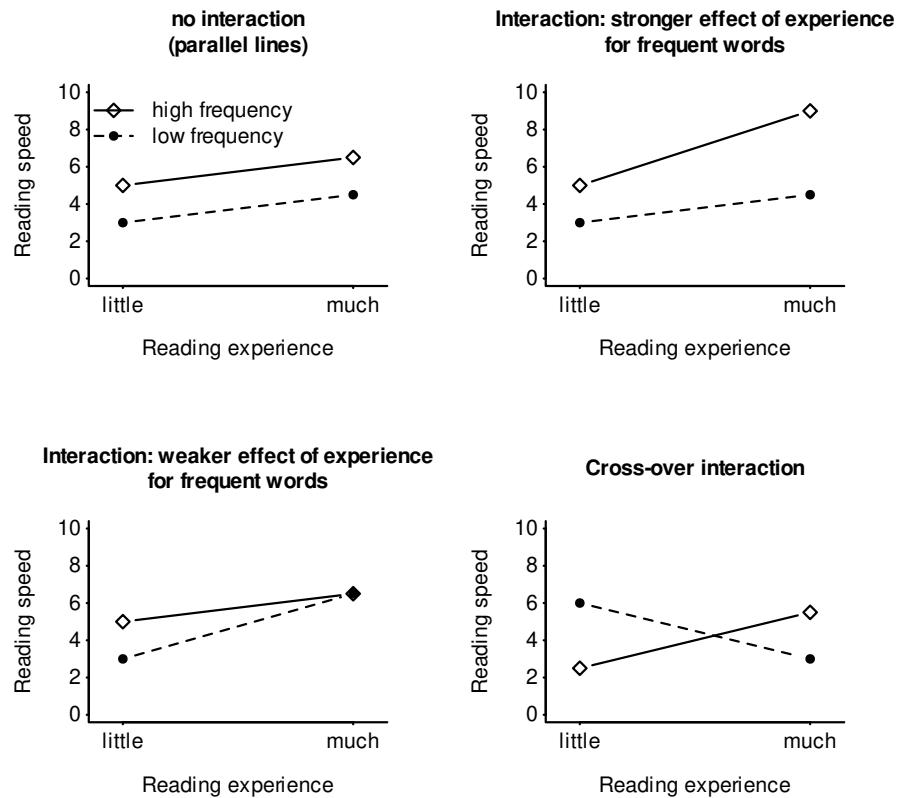 no interaction
(parallel lines)
10
8
6
4
2
0
Reading speed
high frequency
low frequency
little
much
Reading experience
Interaction: stronger effect of experience
for frequent words
10
8
6
4
2
0
Reading speed
little
much
Reading experience
Interaction: weaker effect of experience
for frequent words
10
8
6
4
2
0
Reading speed
little
much
Reading experience
Cross-over interaction
10
8
6
4
2
0
Reading speed
little
much
Reading experience